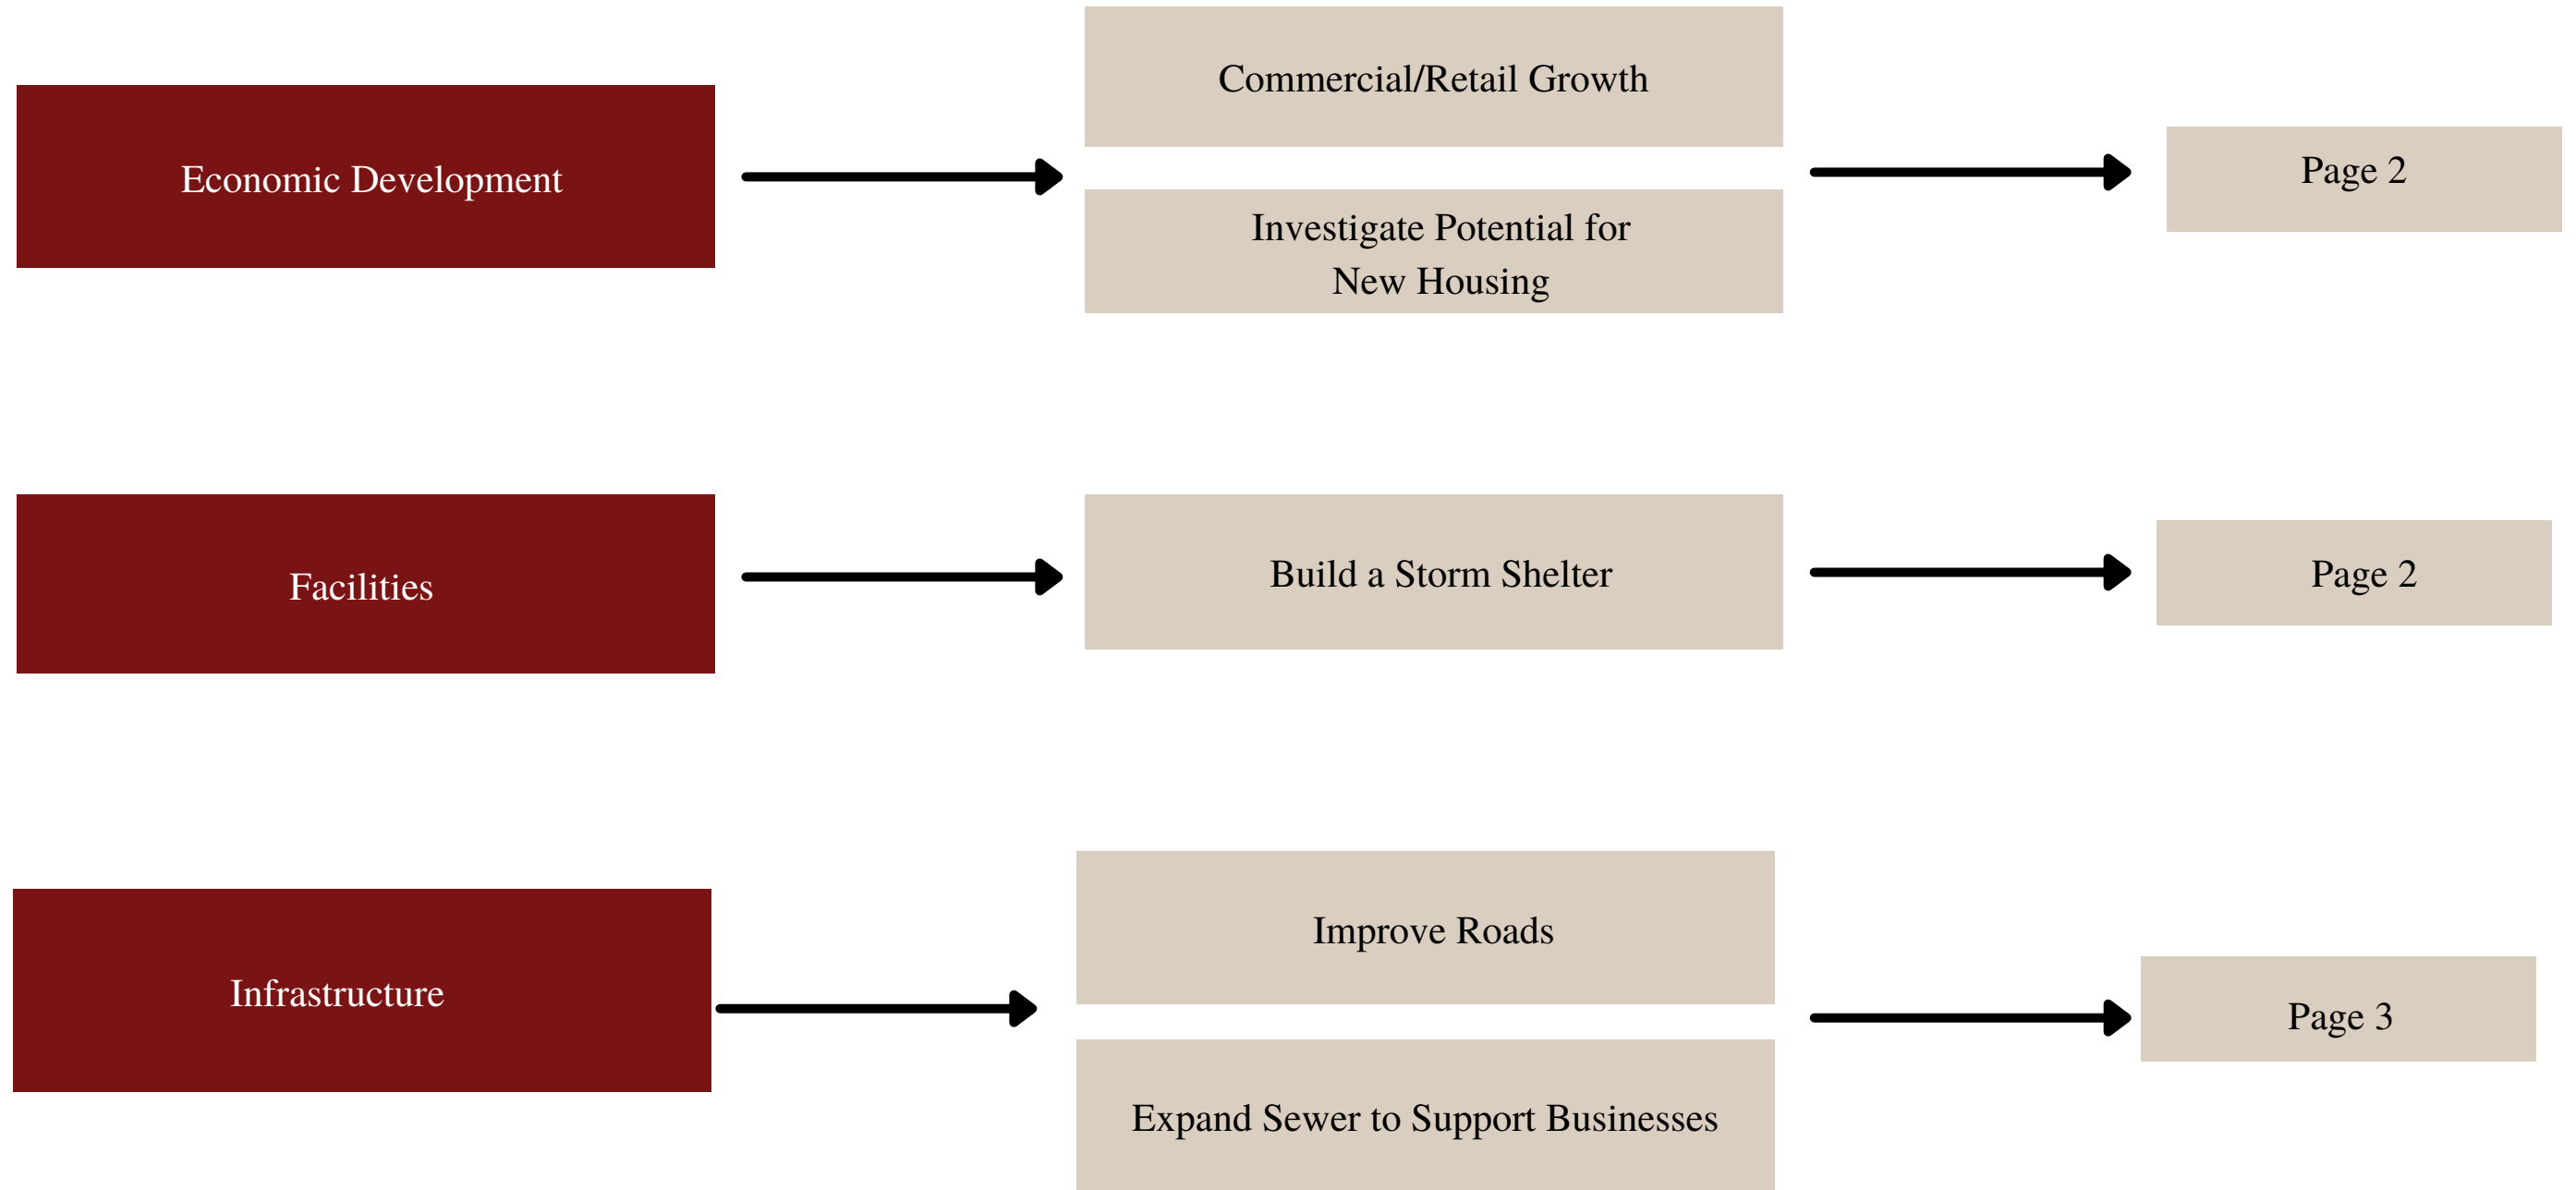 Economic Development
Commercial/Retail Growth
Investigate Potential for
New Housing
Page 2
Facilities
Build a Storm Shelter
Page 2
Infrastructure
Improve Roads
Expand Sewer to Support Businesses
Page 3